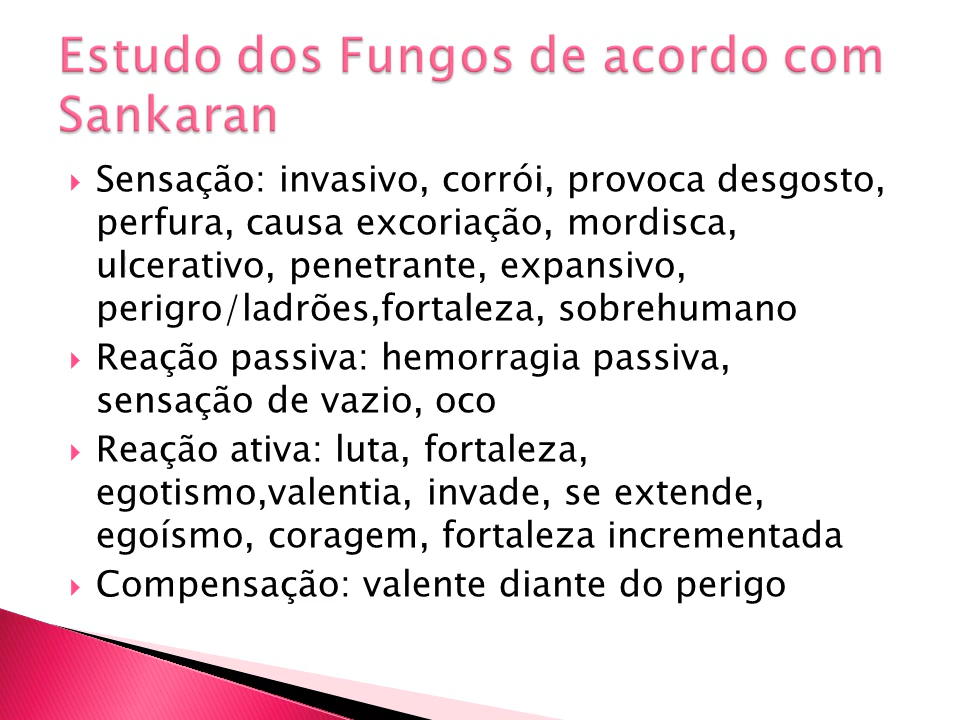 Estudo dos Fungos de acordo com
Sankaran
Sensação: invasivo, corrói, provoca desgosto,
perfura, causa excoriação, mordisca,
ulcerativo, penetrante, expansivo,
perigro/ladrões,fortaleza, sobrehumano
Reação passiva: hemorragia passiva,
sensação de vazio, oco
Reação ativa: luta, fortaleza,
egotismo,valentia, invade, se extende,
egoísmo, coragem, fortaleza incrementada
Compensação: valente diante do perigo